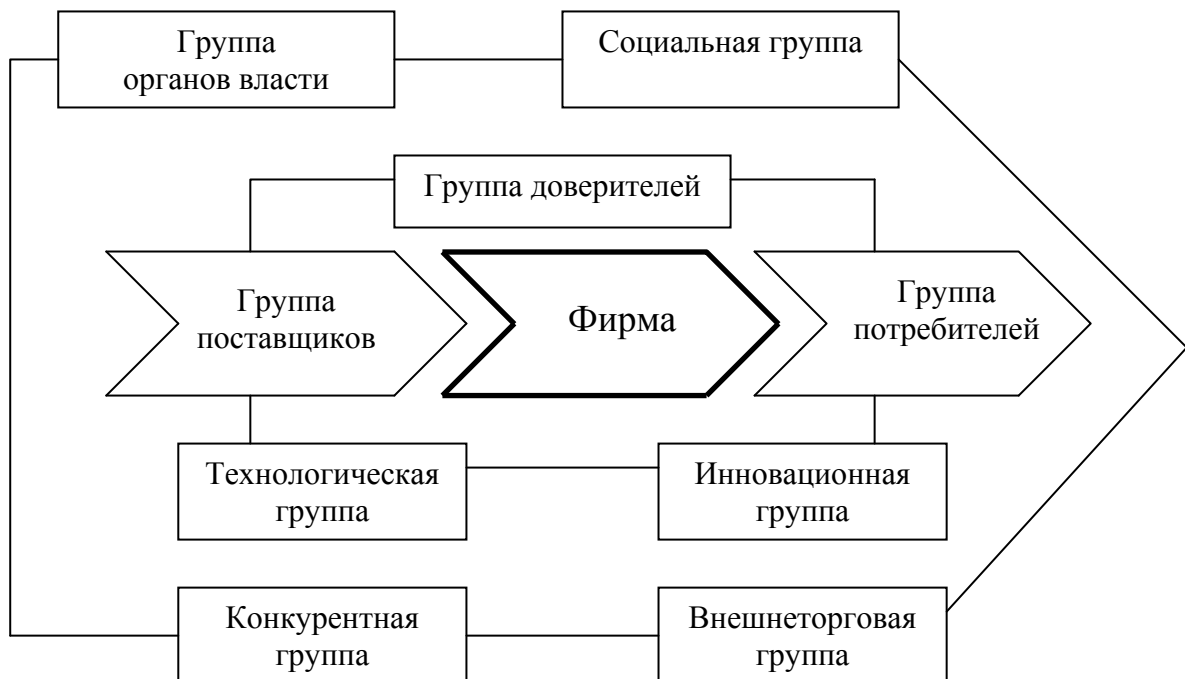 Группа
органов власти
Социальная группа
Группа доверителей
Группа
поставщиков
Фирма
Группа
потребителей
Технологическая
группа
Инновационная
группа
Конкурентная
группа
Внешнеторговая
группа